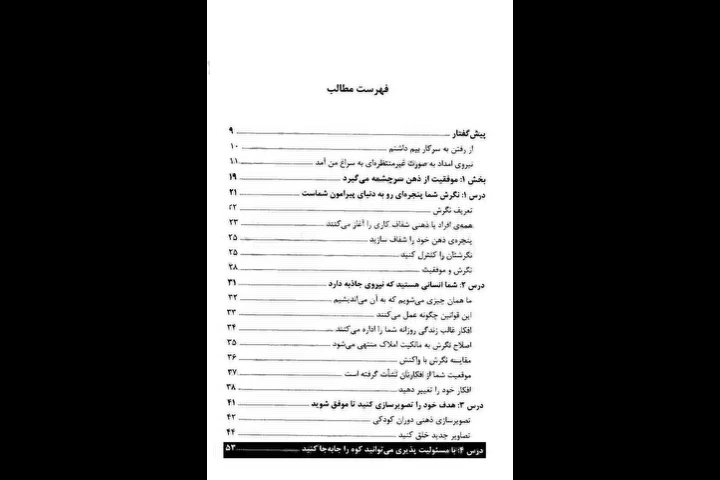 فهرست مطالب
پیش‌گفتار ۹
از رفتن به سرکار بیم داشتم ۱۰
نیروی امداد به صورت غیرمنتظره‌ای به سراغ من آمد ۱۱
بخش ۱: موفقیت از ذهن سرچشمه می‌گیرد ۱۹
درس ۱: نگرش شما پنجره‌ای رو به دنیای پیرامون شماست ۲۱
تعریف نگرش ۲۲
همه‌ی افراد با ذهنی شفاف کاری را آغاز می‌کنند ۲۳
پنجره‌ی ذهن خود را شفاف سازید ۲۵
نگرشتان را کنترل کنید ۲۵
نگرش و موفقیت ۲۸
درس ۲: شما انسانی هستید که نیروی جاذبه دارد ۳۱
ما همان چیزی می‌شویم که به آن می‌اندیشیم ۳۲
این قوانین چگونه عمل می‌کنند ۳۳
افکار غالب زندگی روزانه شما را اداره می‌کنند ۳۴
اصلاح نگرش به مالکیت املاک منتهی می‌شود ۳۵
مقایسه نگرش با واکنش ۳۶
موقعیت شما از افکارتان نشأت گرفته است ۳۷
افکار خود را تغییر دهید ۳۸
درس ۳: هدف خود را تصویرسازی کنید تا موفق شوید ۴۱
تصویرسازی ذهنی دوران کودکی ۴۳
تصاویر جدید خلق کنید ۴۴
درس ۴: با مسئولیت پذیری می‌توانید کوه را جابه‌جا کنید ۵۳